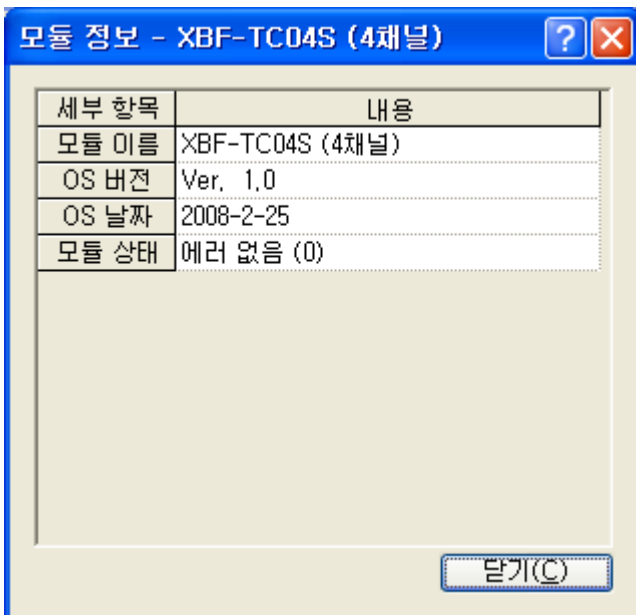 모듈 정보 - XBF-TC04S (4채널)
세부 항목 내용
모듈 이름 XBF-TC04S (4채널)
OS 버전 Ver. 1.0
OS 날짜 2008-2-25
모듈 상태 에러 없음 (0)
닫기(C)